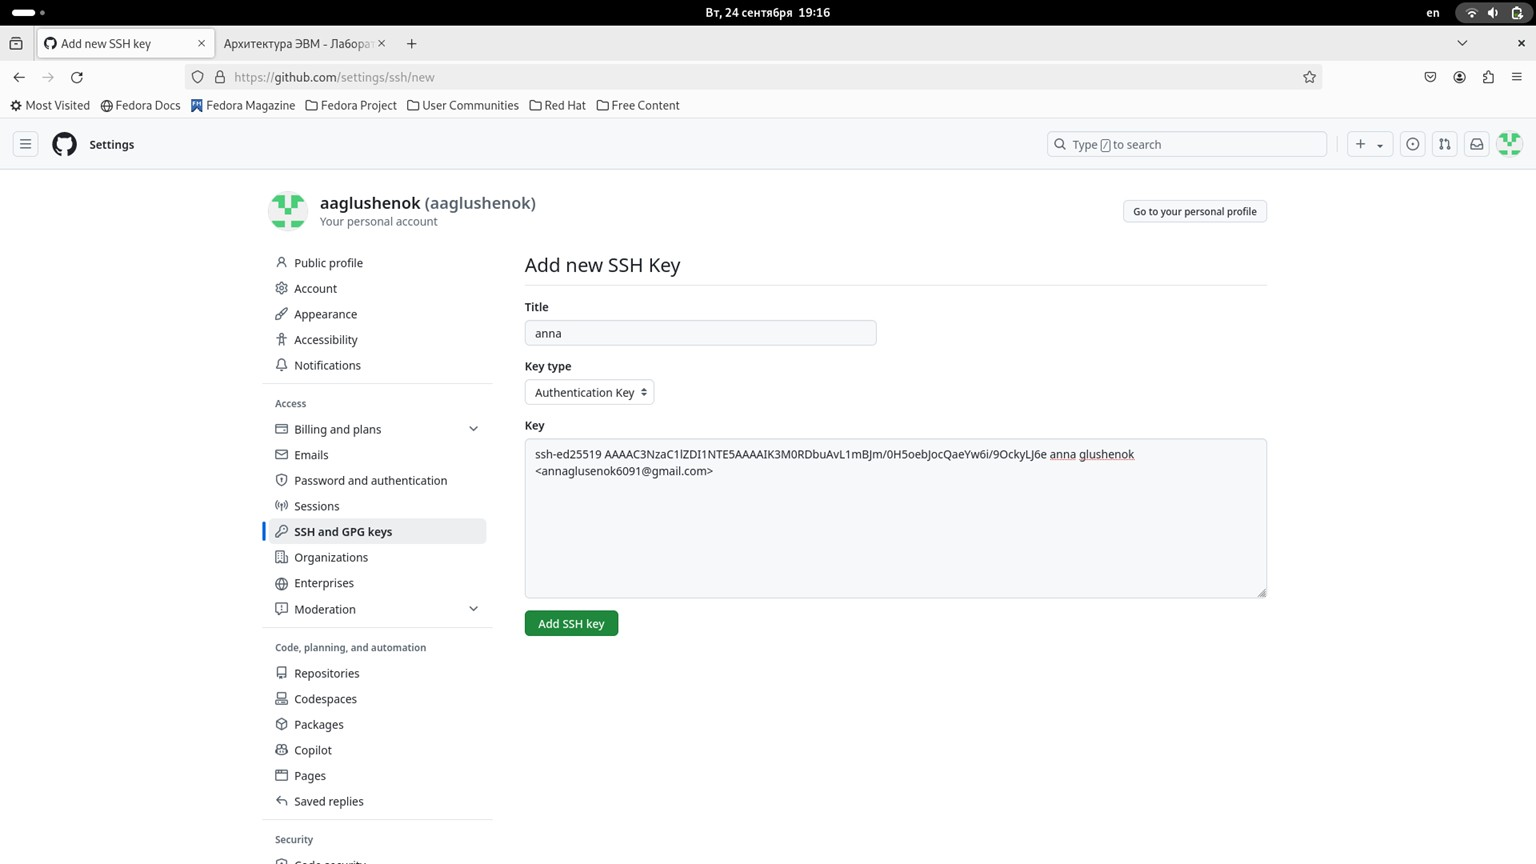 Вт, 24 сентября 19:16
en
Add new SSH key
Архитектура ЭВМ - Лаборат
https://github.com/settings/ssh/new
Most Visited
Fedora Docs
Fedora Magazine
Fedora Project
User Communities
Red Hat
Free Content
Settings
Type / to search
aaglushenok (aaglushenok)
Your personal account
Go to your personal profile
Public profile
Account
Appearance
Accessibility
Notifications
Access
Billing and plans
Emails
Password and authentication
Sessions
SSH and GPG keys
Organizations
Enterprises
Moderation
Code, planning, and automation
Repositories
Codespaces
Packages
Copilot
Pages
Saved replies
Security
Code security
Add new SSH Key
Title
anna
Key type
Authentication Key
Key
ssh-ed25519 AAAAC3NzaC1lZDI1NTE5AAAAIK3M0RDbuAvL1mBJm/0H5oebJocQaeYw6i/9OckyLJ6e anna glushenok
<annaglusenok6091@gmail.com>
Add SSH key